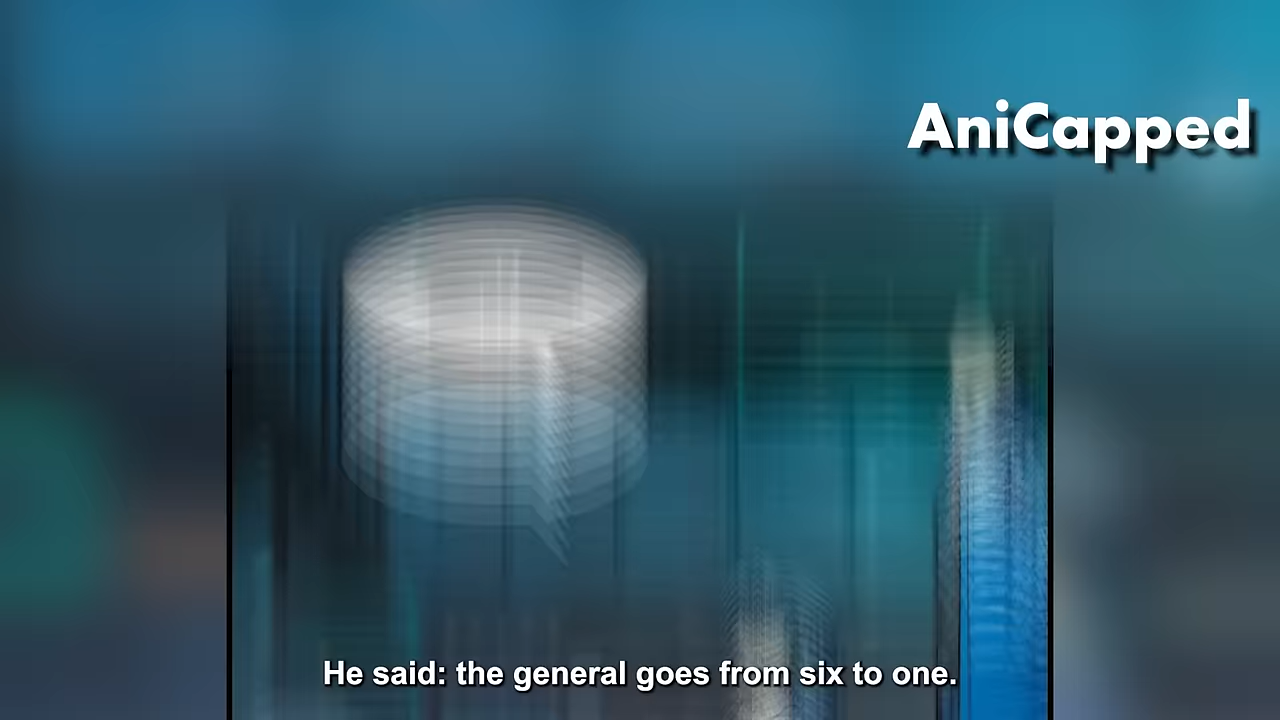 AniCapped
He said: the general goes from six to one.